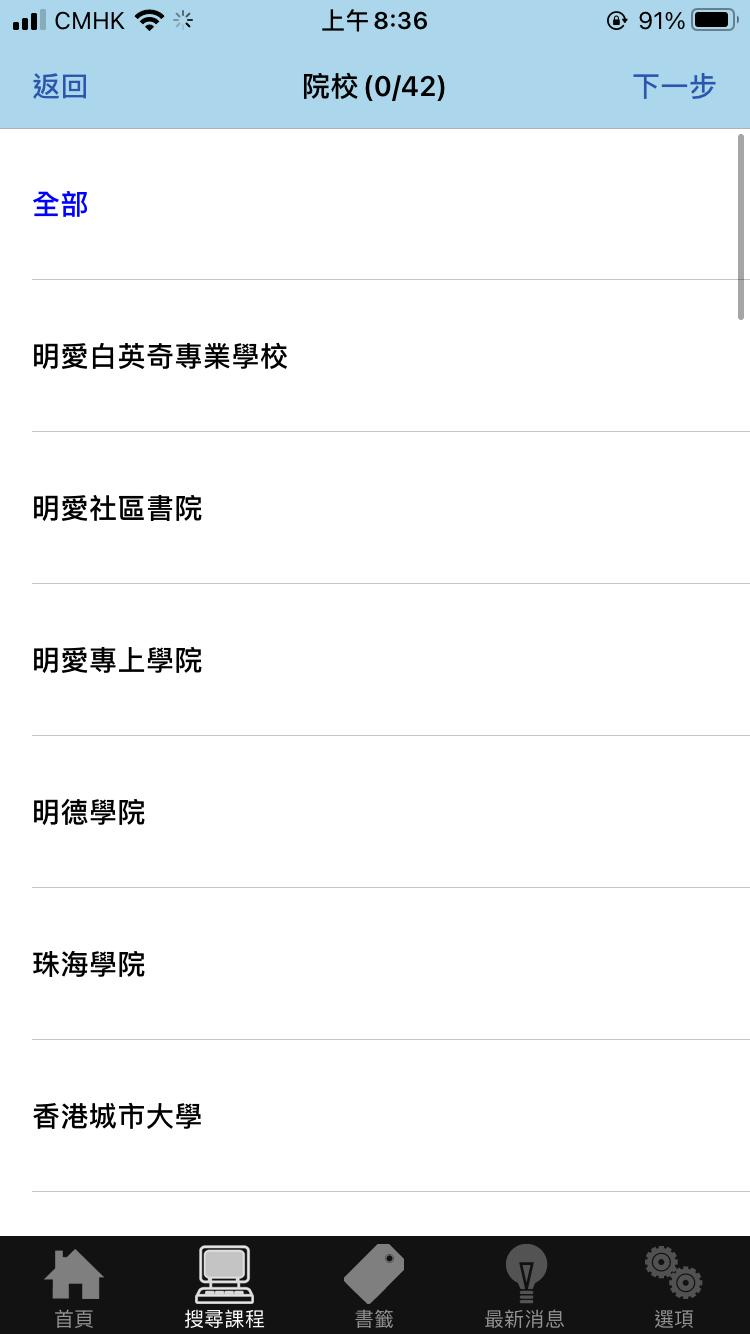 CMHK 上午8:36 91%
返回 院校 (0/42) 下一步
全部
明愛白英奇專業學校
明愛社區書院
明愛專上學院
明德學院
珠海學院
香港城市大學
首頁 搜尋課程 書籤 最新消息 選項